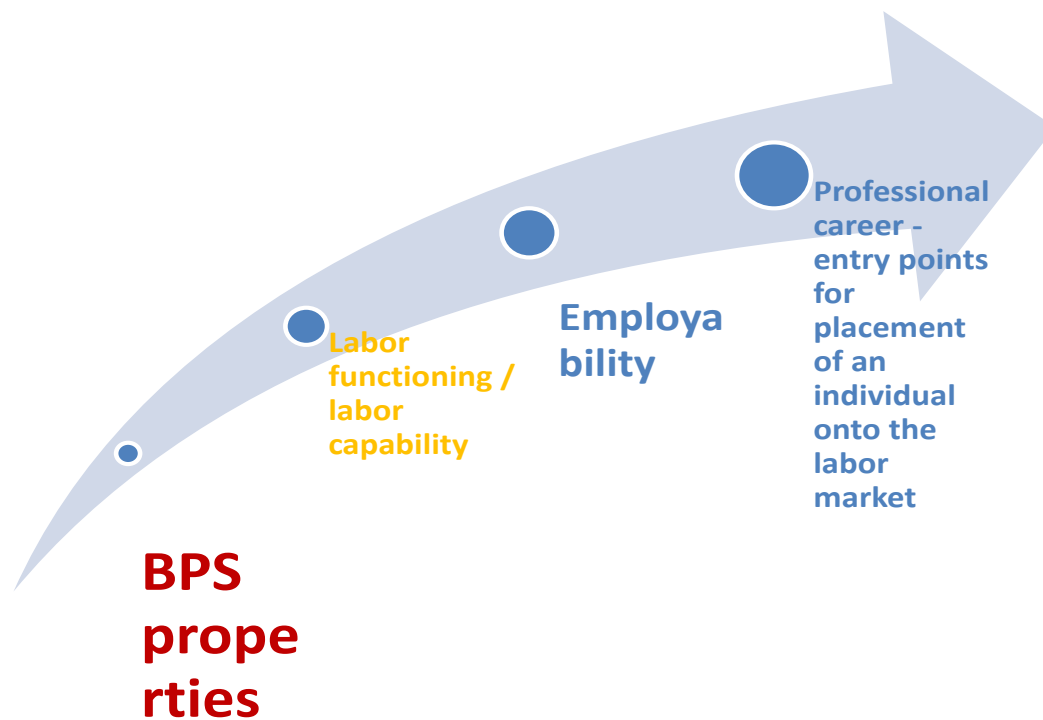 BPS
prope
rties
Labor
functioning /
labor
capability
Employa
bility
Professional
career -
entry points
for
placement
of an
individual
onto the
labor
market